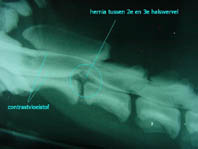 hernia tussen 2e en 3e halswervel
contrastvloeistof